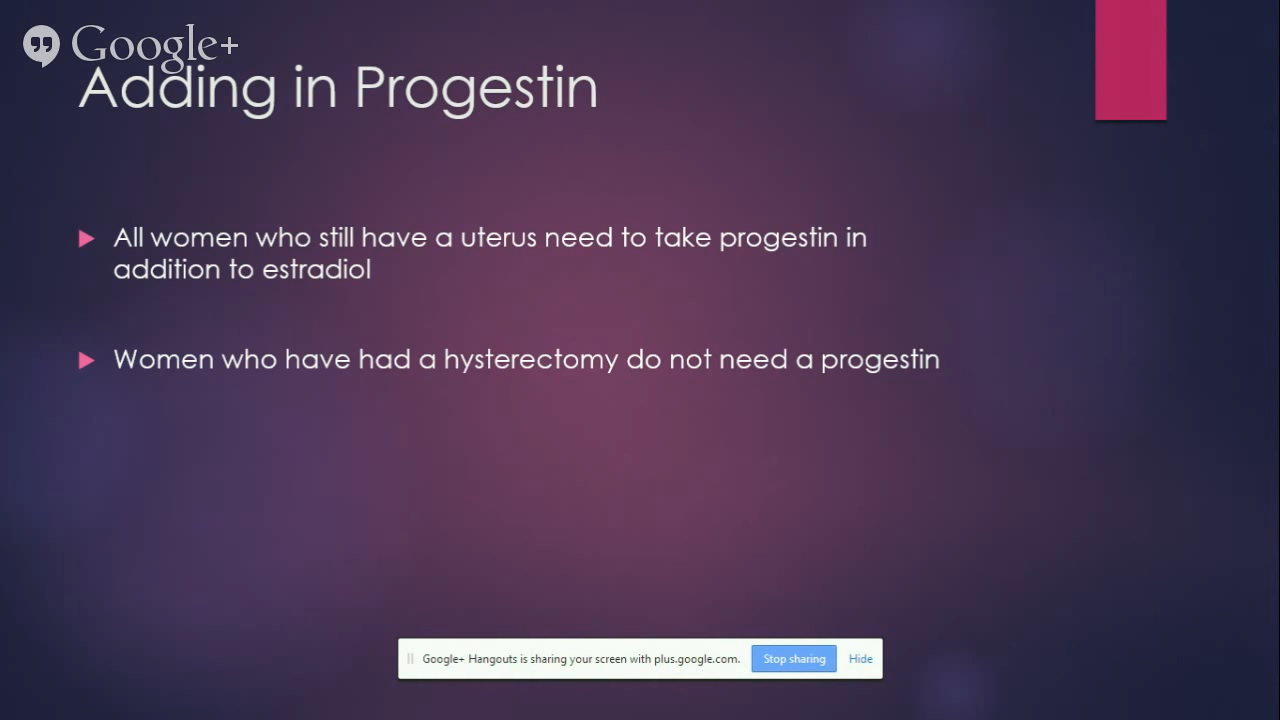 Google+
Adding in Progestin
All women who still have a uterus need to take progestin in
addition to estradiol
Women who have had a hysterectomy do not need a progestin
Google+ Hangouts is sharing your screen with plus.google.com. Stop sharing Hide